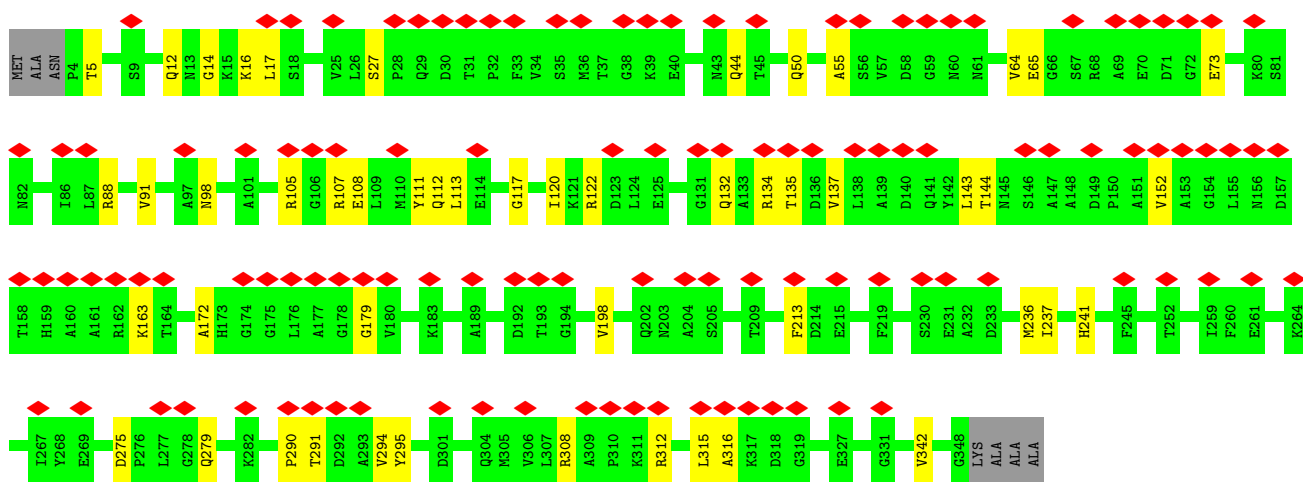 MET ALA ASN P4 T5 S9 Q12 N13 G14 K15 K16 L17 S18 V25 L26 S27 P28 Q29 D30 T31 P32 F33 V34 S35 M36 T37 G38 K39 E40 N43 Q44 T45 Q50 A55 S56 V57 D58 G59 N60 N61 V64 E65 G66 S67 R68 A69 E70 D71 G72 E73 K80 S81
N82 I86 L87 R88 V91 A97 N98 A101 R105 G106 R107 E108 L109 M110 Y111 Q112 L113 E114 G117 I120 K121 R122 D123 L124 E125 G131 Q132 A133 R134 T135 D136 V137 L138 A139 D140 Q141 Y142 L143 T144 N145 S146 A147 A148 D149 P150 A151 V152 A153 G154 L155 N156 D157
T158 H159 A160 A161 R162 K163 T164 A172 H173 G174 G175 L176 A177 G178 G179 V180 K183 A189 D192 T193 G194 V198 Q202 N203 A204 S205 T209 F213 D214 E215 F219 S230 E231 A232 D233 M236 I237 H241 F245 T252 I259 F260 E261 K264
I267 Y268 E269 D275 P276 L277 G278 Q279 K282 P290 T291 D292 A293 V294 Y295 D301 Q304 M305 V306 L307 R308 A309 P310 K311 R312 L315 A316 K317 D318 G319 E327 G331 V342 G348 LYS ALA ALA ALA